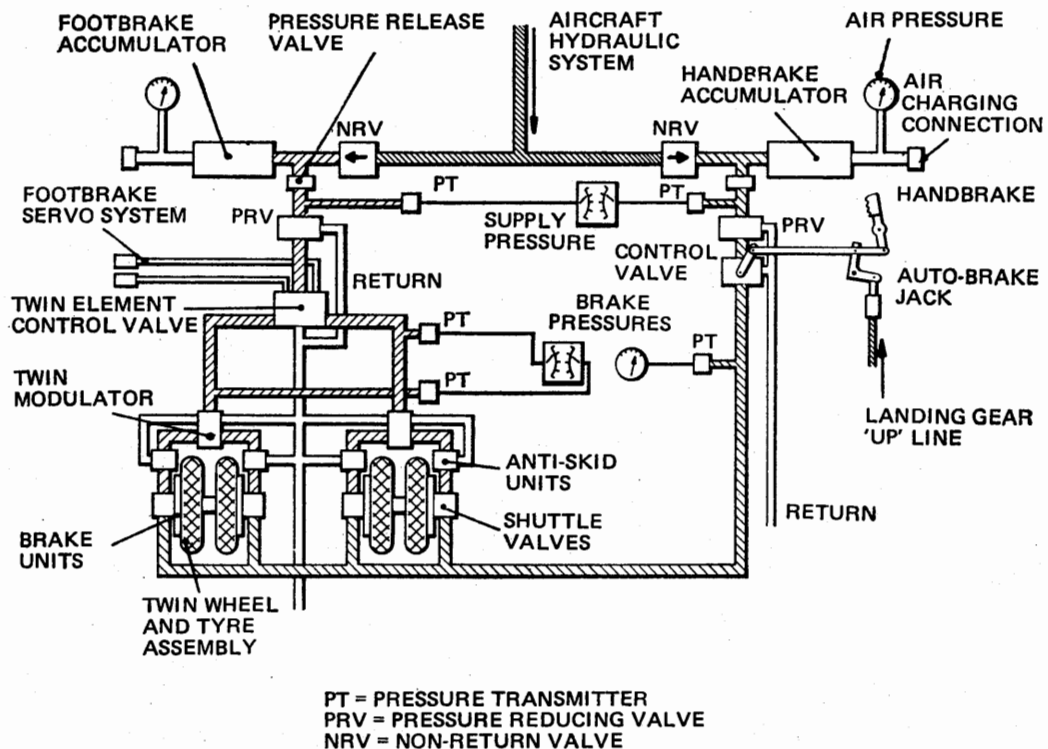 FOOTBRAKE
ACCUMULATOR
PRESSURE RELEASE
VALVE
AIRCRAFT
HYDRAULIC
SYSTEM
AIR PRESSURE
HANDBRAKE
ACCUMULATOR
AIR
CHARGING
CONNECTION
NRV
NRV
FOOTBRAKE
SERVO SYSTEM
PRV
PT
SUPPLY
PRESSURE
PT
PRV
HANDBRAKE
CONTROL
VALVE
RETURN
AUTO-BRAKE
JACK
TWIN ELEMENT
CONTROL VALVE
PT
BRAKE
PRESSURES
PT
TWIN
MODULATOR
PT
LANDING GEAR
'UP' LINE
ANTI-SKID
UNITS
BRAKE
UNITS
SHUTTLE
VALVES
RETURN
TWIN WHEEL
AND TYRE
ASSEMBLY
PT = PRESSURE TRANSMITTER
PRV = PRESSURE REDUCING VALVE
NRV = NON-RETURN VALVE